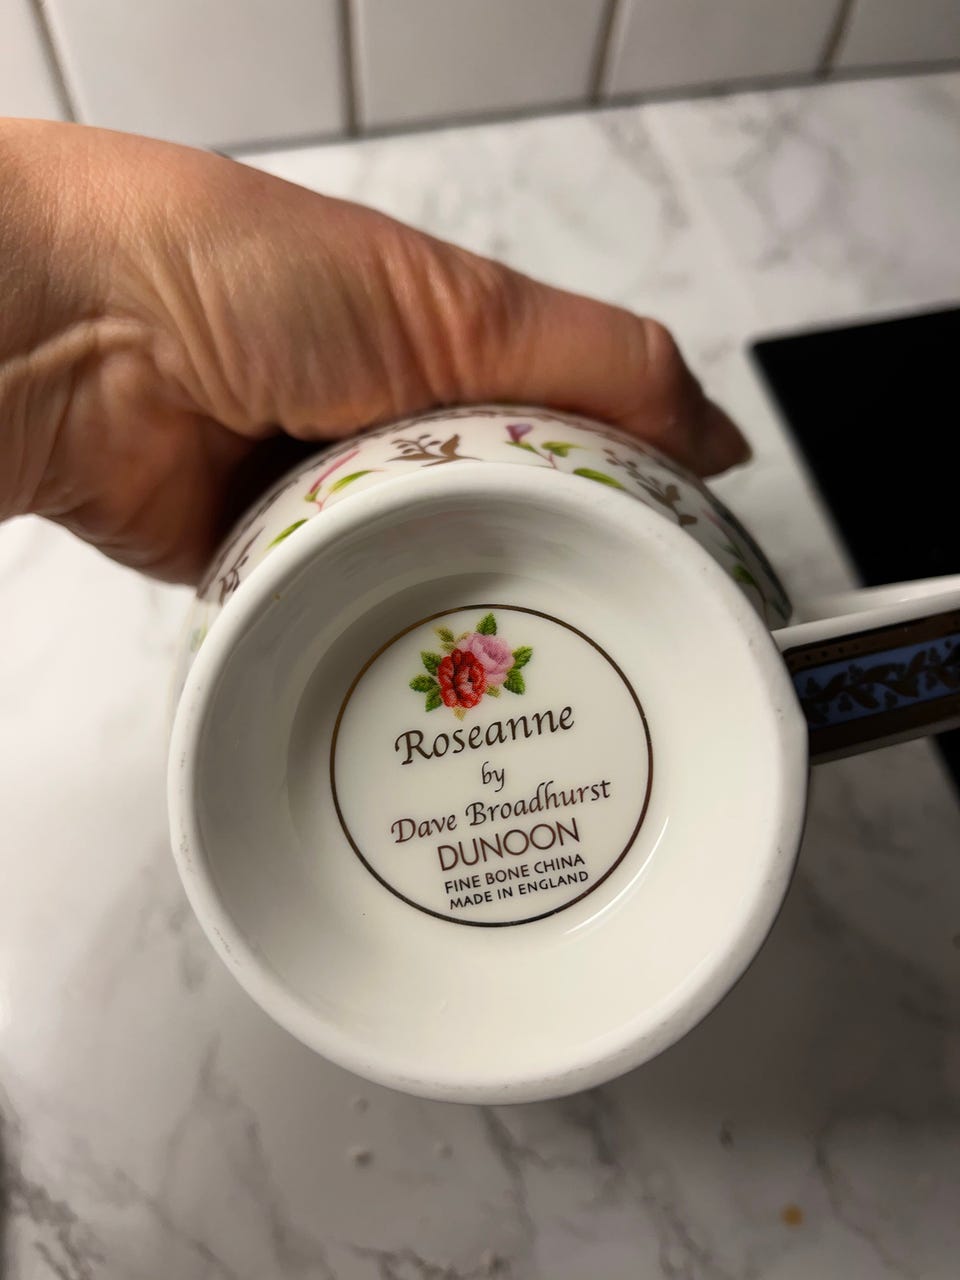 Roseanne
by
Dave Broadhurst
DUNOON
FINE BONE CHINA
MADE IN ENGLAND